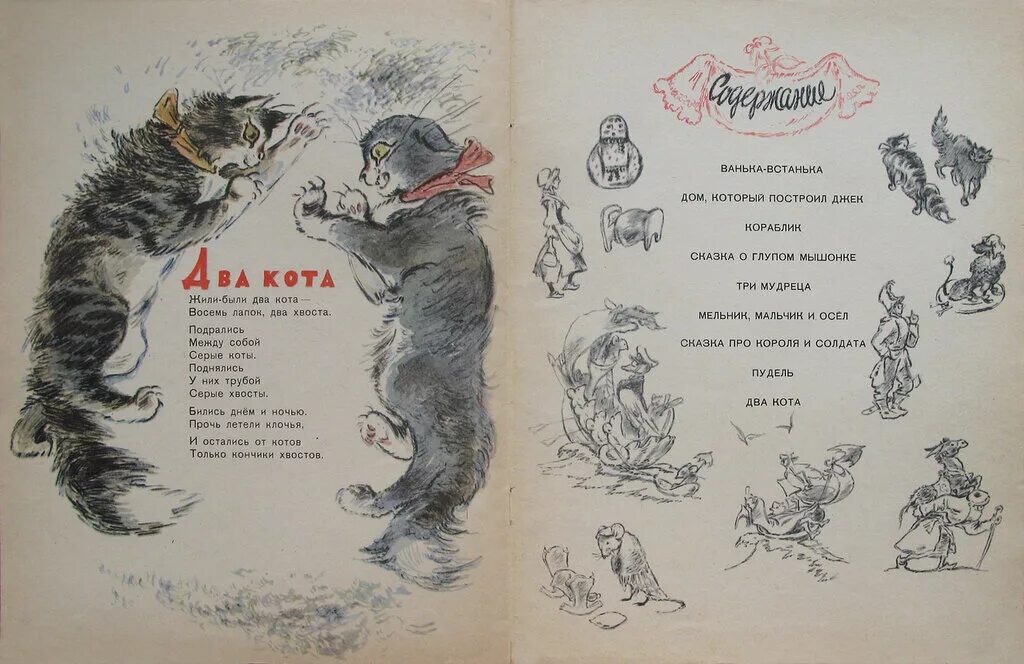 Два кота
Жили-были два кота —
Восемь лапок, два хвоста.
Подрались
Между собой
Серые коты.
Поднялись
У них трубой
Серые хвосты.
Бились днём и ночью.
Прочь летели клочья,
И остались от котов
Только кончики хвостов.
Содержание
ВАНЬКА-ВСТАНЬКА
ДОМ, КОТОРЫЙ ПОСТРОИЛ ДЖЕК
КОРАБЛИК
СКАЗКА О ГЛУПОМ МЫШОНКЕ
ТРИ МУДРЕЦА
МЕЛЬНИК, МАЛЬЧИК И ОСЁЛ
СКАЗКА ПРО КОРОЛЯ И СОЛДАТА
ПУДЕЛЬ
ДВА КОТА